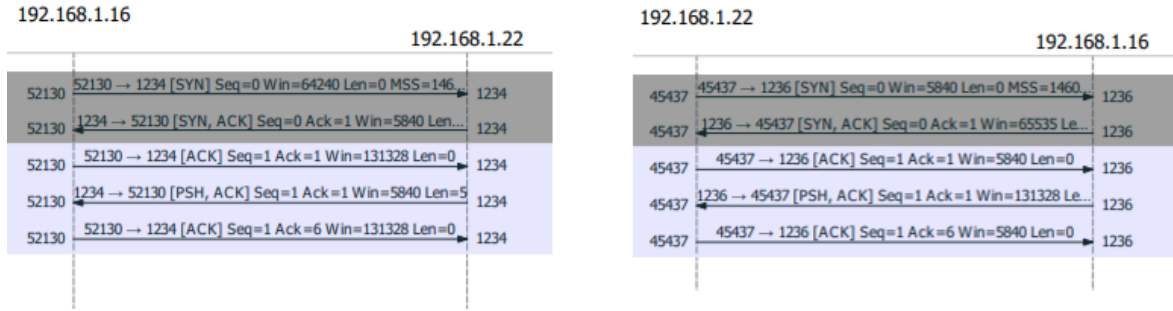 192.168.1.16
192.168.1.22
52130 52130 → 1234 [SYN] Seq=0 Win=64240 Len=0 MSS=146... 1234
52130 1234 → 52130 [SYN, ACK] Seq=0 Ack=1 Win=5840 Len... 1234
52130 52130 → 1234 [ACK] Seq=1 Ack=1 Win=131328 Len=0 1234
52130 1234 → 52130 [PSH, ACK] Seq=1 Ack=1 Win=5840 Len=5 1234
52130 52130 → 1234 [ACK] Seq=1 Ack=6 Win=131328 Len=0 1234
192.168.1.22
192.168.1.16
45437 45437 → 1236 [SYN] Seq=0 Win=5840 Len=0 MSS=1460... 1236
45437 1236 → 45437 [SYN, ACK] Seq=0 Ack=1 Win=65535 Le... 1236
45437 45437 → 1236 [ACK] Seq=1 Ack=1 Win=5840 Len=0 1236
45437 1236 → 45437 [PSH, ACK] Seq=1 Ack=1 Win=131328 Le... 1236
45437 45437 → 1236 [ACK] Seq=1 Ack=6 Win=5840 Len=0 1236